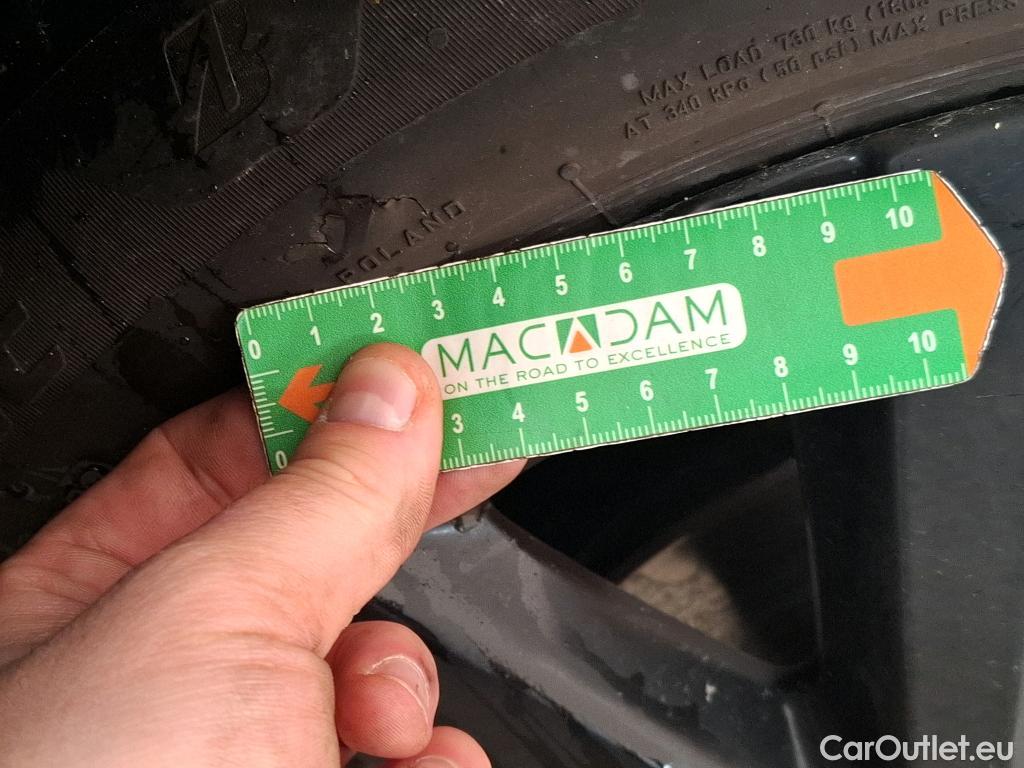 MAX LOAD 730 kg (1609
AT 340 kPa (50 psi) MAX PRESS
POLAND
0 1 2 3 4 5 6 7 8 9 10
MACADAM
ON THE ROAD TO EXCELLENCE
0 3 4 5 6 7 8 9 10
CarOutlet.eu